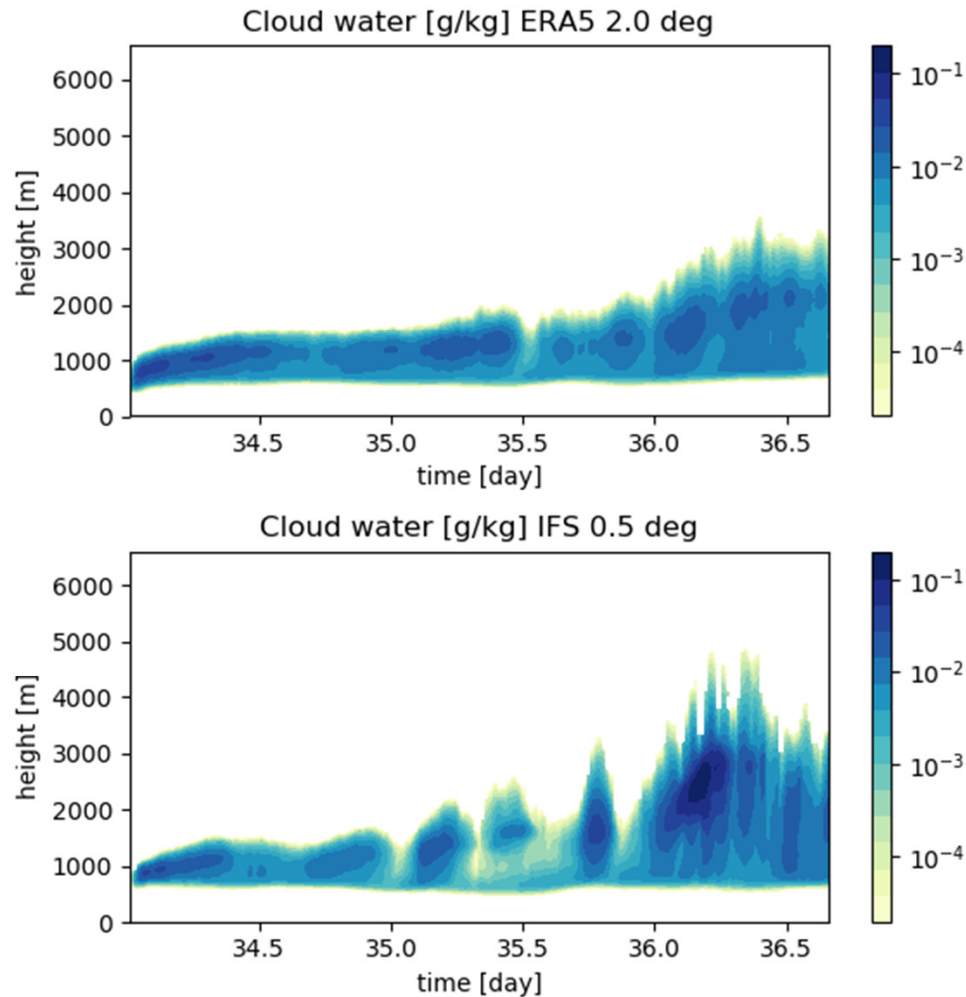 Cloud water [g/kg] ERA5 2.0 deg
height [m]
6000
5000
4000
3000
2000
1000
0
34.5 35.0 35.5 36.0 36.5
time [day]
10⁻¹
10⁻²
10⁻³
10⁻⁴
Cloud water [g/kg] IFS 0.5 deg
height [m]
6000
5000
4000
3000
2000
1000
0
34.5 35.0 35.5 36.0 36.5
time [day]
10⁻¹
10⁻²
10⁻³
10⁻⁴